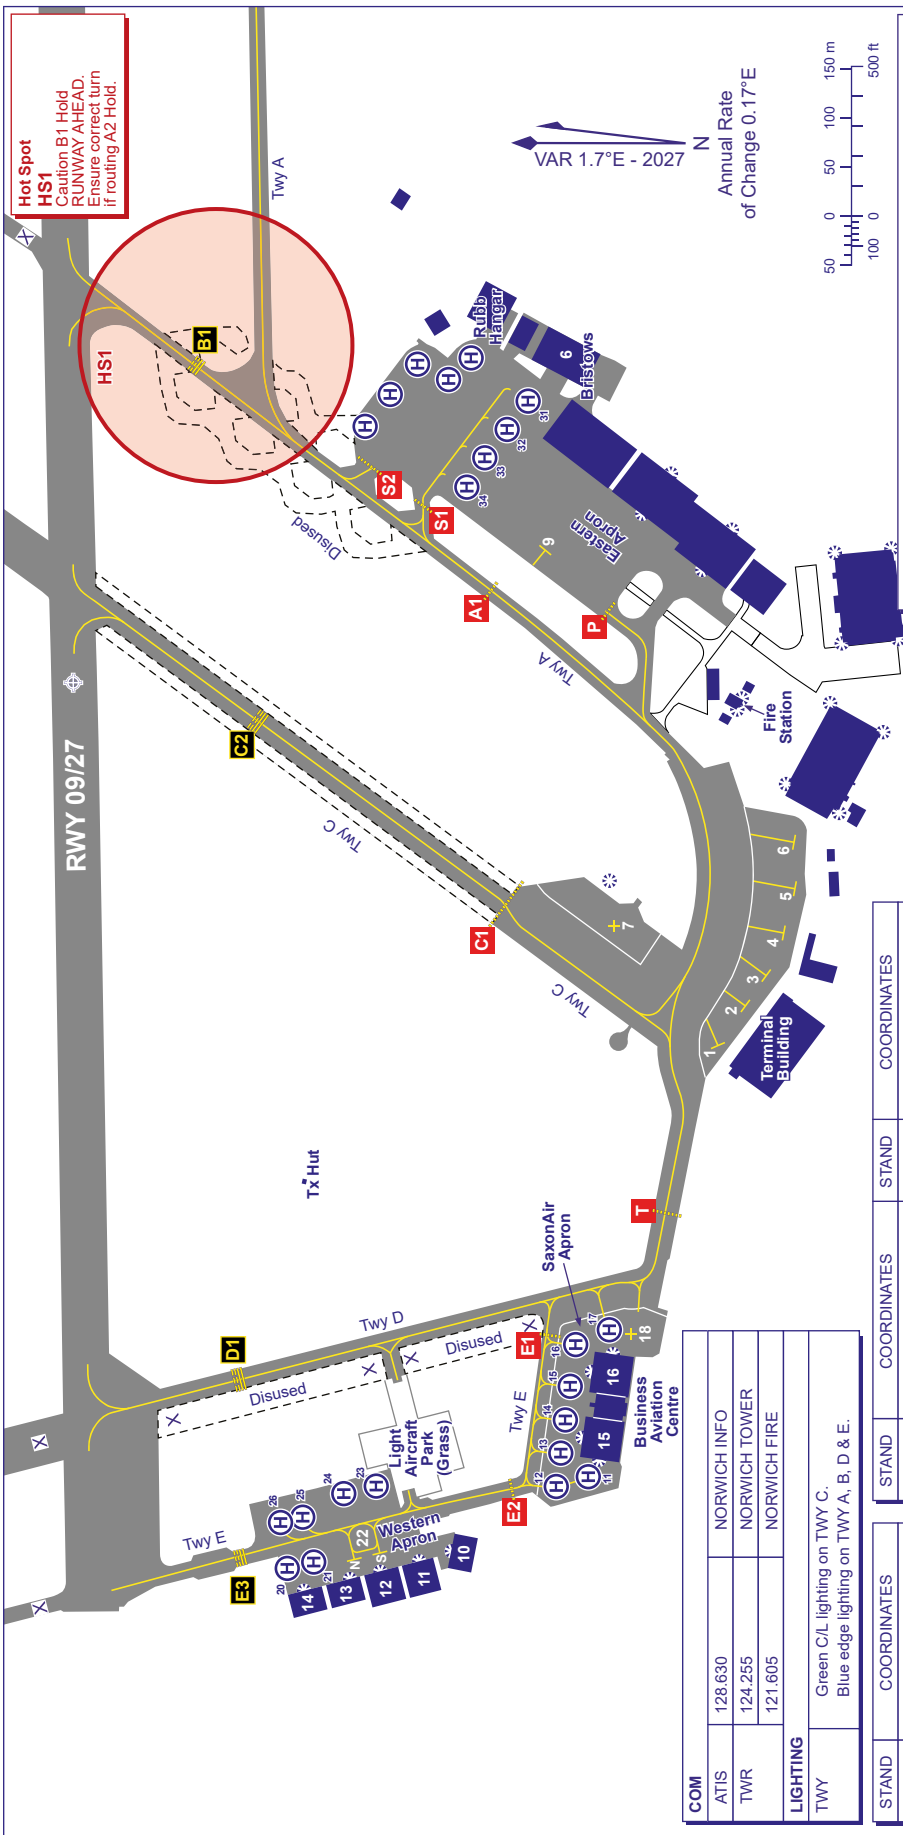 Hot Spot
HS1
Caution B1 Hold
RUNWAY AHEAD.
Ensure correct turn
if routing A2 Hold.
HS1
B1
Twy A
X
RWY 09/27
C2
Twy C
C1
Twy C
Disused
S2
S1
A1
Twy A
P
H
H
H
H
H
H
H
31
H
32
H
33
H
34
9
Rubb
Hangar
6
Bristows
Eastern
Apron
Fire
Station
7
1
2
3
4
5
6
Terminal
Building
VAR 1.7°E - 2027
N
Annual Rate
of Change 0.17°E
50
0
50
100
150 m
100
0
500 ft
Tx Hut
T
SaxonAir
Apron
D1
Twy D
Disused
Disused
X
X
X
X
X
X
E1
Twy E
E2
Twy E
E3
Light
Aircraft
Park
(Grass)
Western
Apron
22
N
S
H
20
H
21
H
23
H
24
H
25
H
26
14
13
12
11
10
H
11
H
12
H
13
H
14
H
15
H
16
H
17
18
15
16
Business
Aviation
Centre
COM
ATIS 128.630 NORWICH INFO
TWR 124.255 NORWICH TOWER
121.605 NORWICH FIRE
LIGHTING
TWY Green C/L lighting on TWY C.
Blue edge lighting on TWY A, B, D & E.
STAND COORDINATES STAND COORDINATES STAND COORDINATES